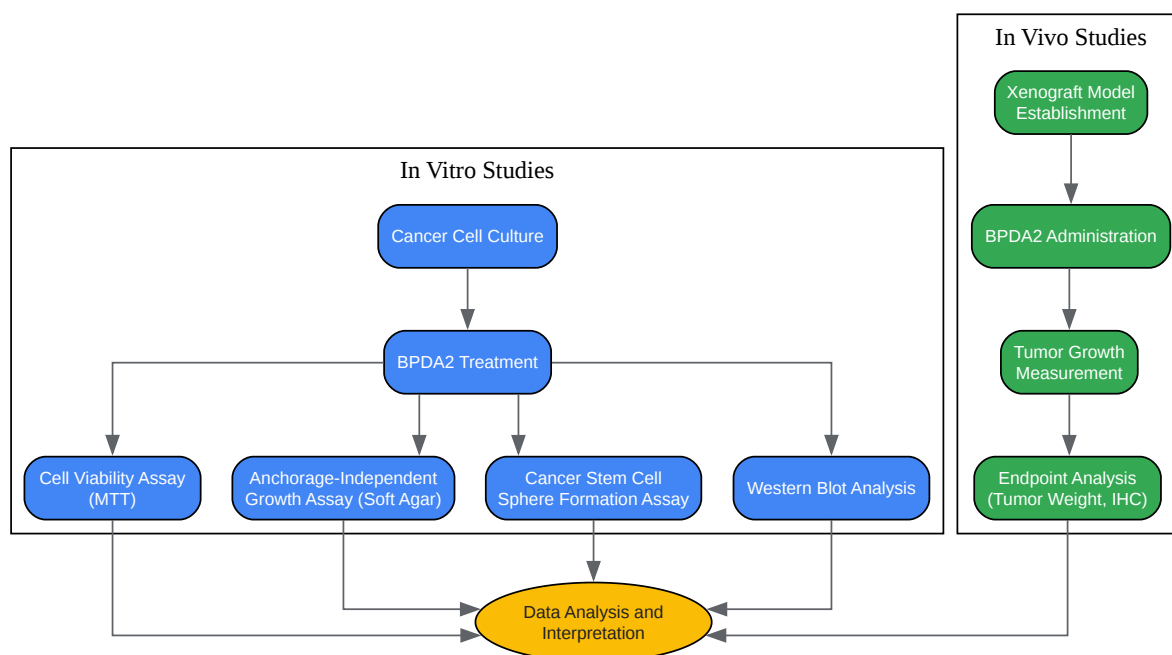 In Vivo Studies
Xenograft Model
Establishment
BPDA2 Administration
Tumor Growth
Measurement
Endpoint Analysis
(Tumor Weight, IHC)
In Vitro Studies
Cancer Cell Culture
BPDA2 Treatment
Cell Viability Assay
(MTT)
Anchorage-Independent
Growth Assay (Soft Agar)
Cancer Stem Cell
Sphere Formation Assay
Western Blot Analysis
Data Analysis and
Interpretation